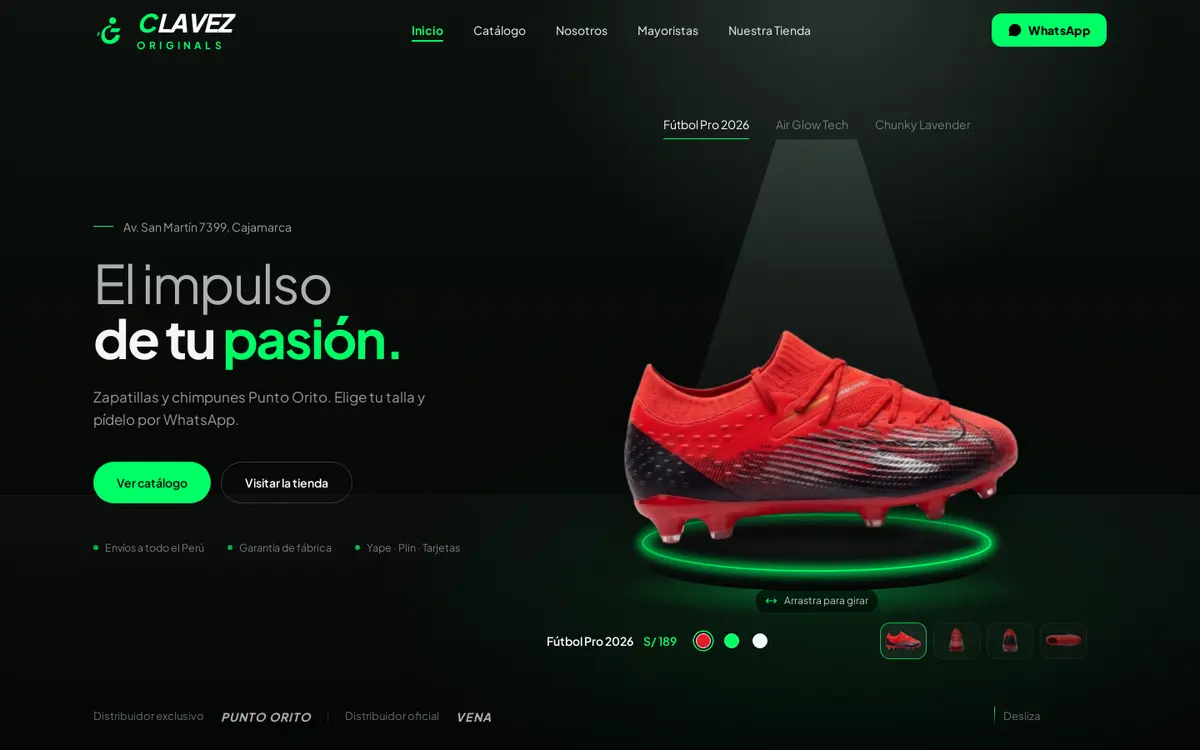 CLAVEZ
ORIGINALS
Inicio
Catálogo
Nosotros
Mayoristas
Nuestra Tienda
WhatsApp
Fútbol Pro 2026
Air Glow Tech
Chunky Lavender
Av. San Martín 7399, Cajamarca
El impulso
de tu pasión.
Zapatillas y chimpunes Punto Orito. Elige tu talla y
pídelo por WhatsApp.
Ver catálogo
Visitar la tienda
Envíos a todo el Perú
Garantía de fábrica
Yape · Plin · Tarjetas
Arrastra para girar
Fútbol Pro 2026 S/ 189
Distribuidor exclusivo PUNTO ORITO
Distribuidor oficial VENA
Desliza